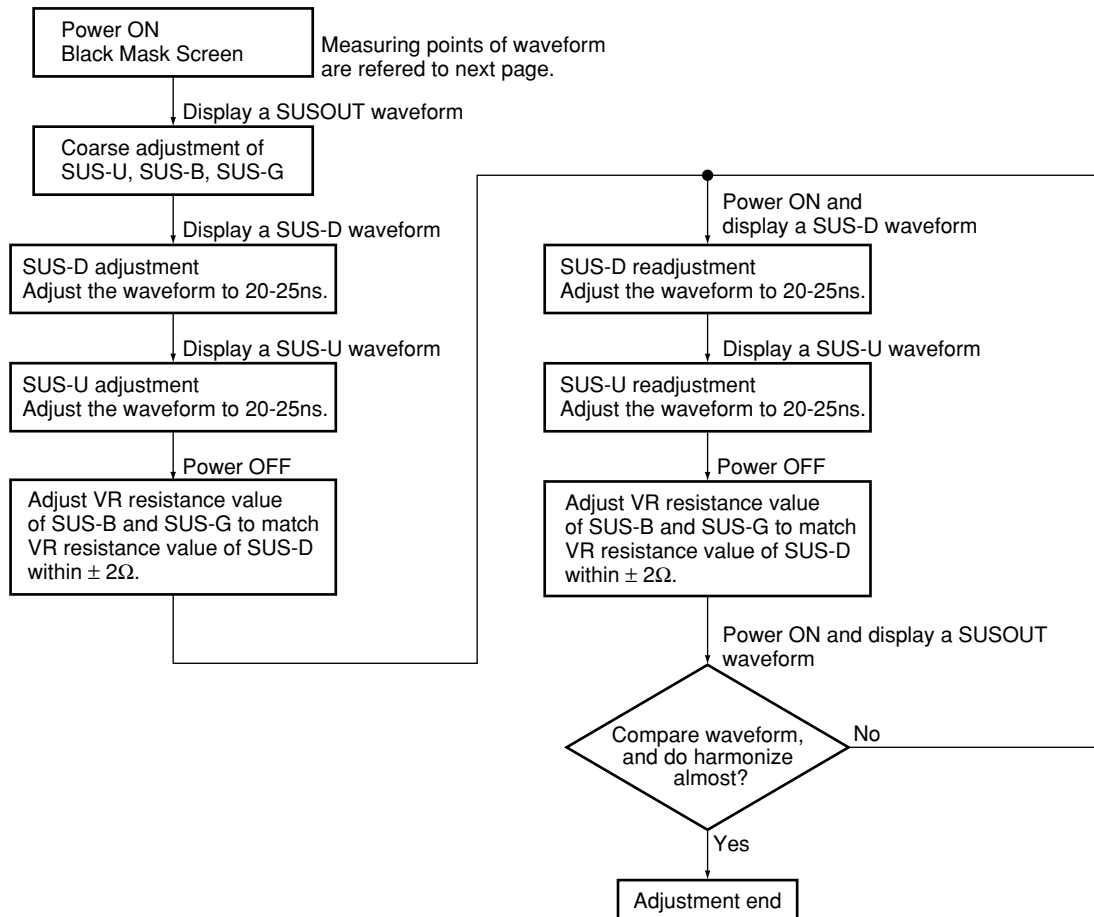 Power ON
Black Mask Screen
Measuring points of waveform
are refered to next page.
Display a SUSOUT waveform
Coarse adjustment of
SUS-U, SUS-B, SUS-G
Display a SUS-D waveform
SUS-D adjustment
Adjust the waveform to 20-25ns.
Display a SUS-U waveform
SUS-U adjustment
Adjust the waveform to 20-25ns.
Power OFF
Adjust VR resistance value
of SUS-B and SUS-G to match
VR resistance value of SUS-D
within ± 2Ω.
Power ON and
display a SUS-D waveform
SUS-D readjustment
Adjust the waveform to 20-25ns.
Display a SUS-U waveform
SUS-U readjustment
Adjust the waveform to 20-25ns.
Power OFF
Adjust VR resistance value
of SUS-B and SUS-G to match
VR resistance value of SUS-D
within ± 2Ω.
Power ON and display a SUSOUT
waveform
Compare waveform,
and do harmonize
almost?
No
Yes
Adjustment end